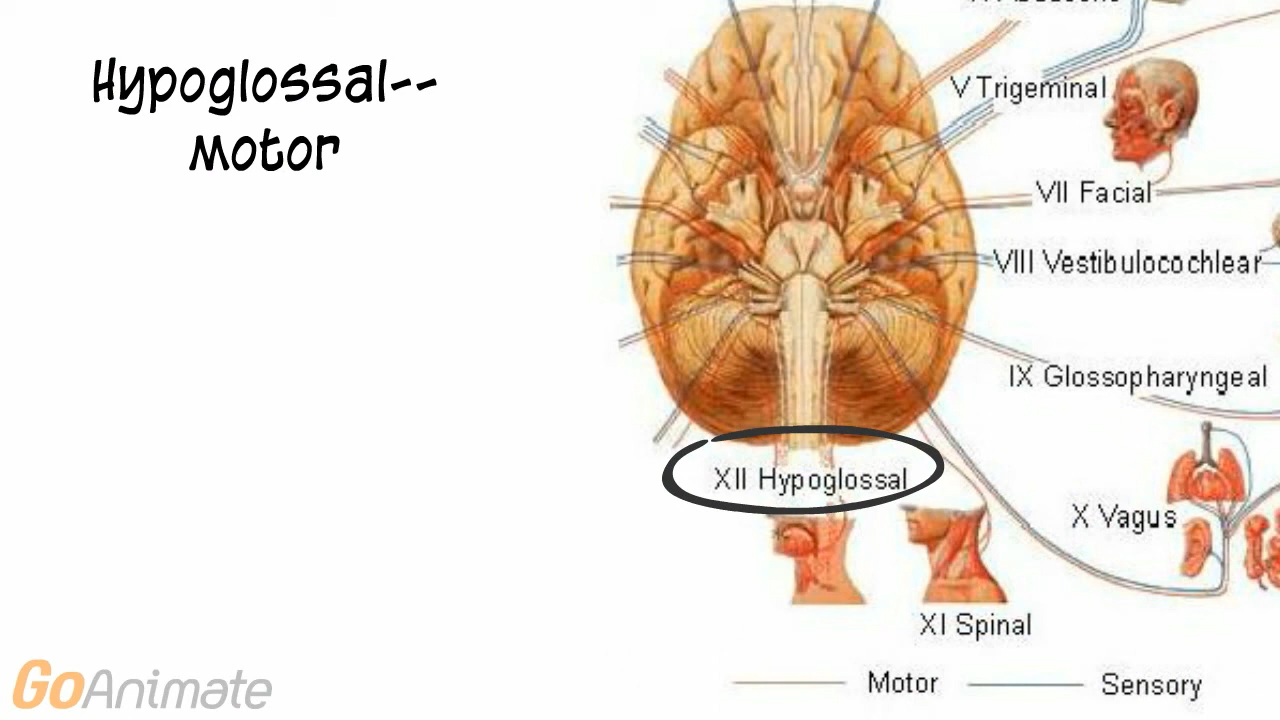 Hypoglossal--
motor
V Trigeminal
VII Facial
VIII Vestibulocochlear
IX Glossopharyngeal
XII Hypoglossal
X Vagus
XI Spinal
Motor
Sensory
GoAnimate